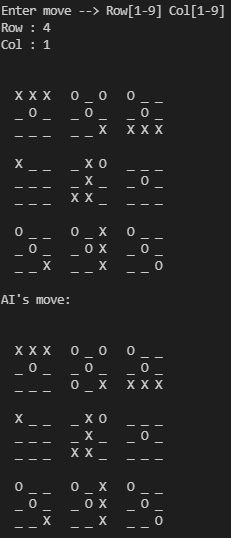 Enter move --> Row[1-9] Col[1-9]
Row : 4
Col : 1
X X X  O _ O  O _ _
_ O _  _ O _  _ O _
_ _ _  _ _ X  X X X
X _ _  _ X O  _ _ _
_ _ _  _ X _  _ O _
_ _ _  X X _  _ _ _
O _ _  O _ X  O _ _
_ O _  _ O X  _ O _
_ _ X  _ _ X  _ _ O
AI's move:
X X X  O _ O  O _ _
_ O _  _ O _  _ O _
_ _ _  O _ X  X X X
X _ _  _ X O  _ _ _
_ _ _  _ X _  _ O _
_ _ _  X X _  _ _ _
O _ _  O _ X  O _ _
_ O _  _ O X  _ O _
_ _ X  _ _ X  _ _ O